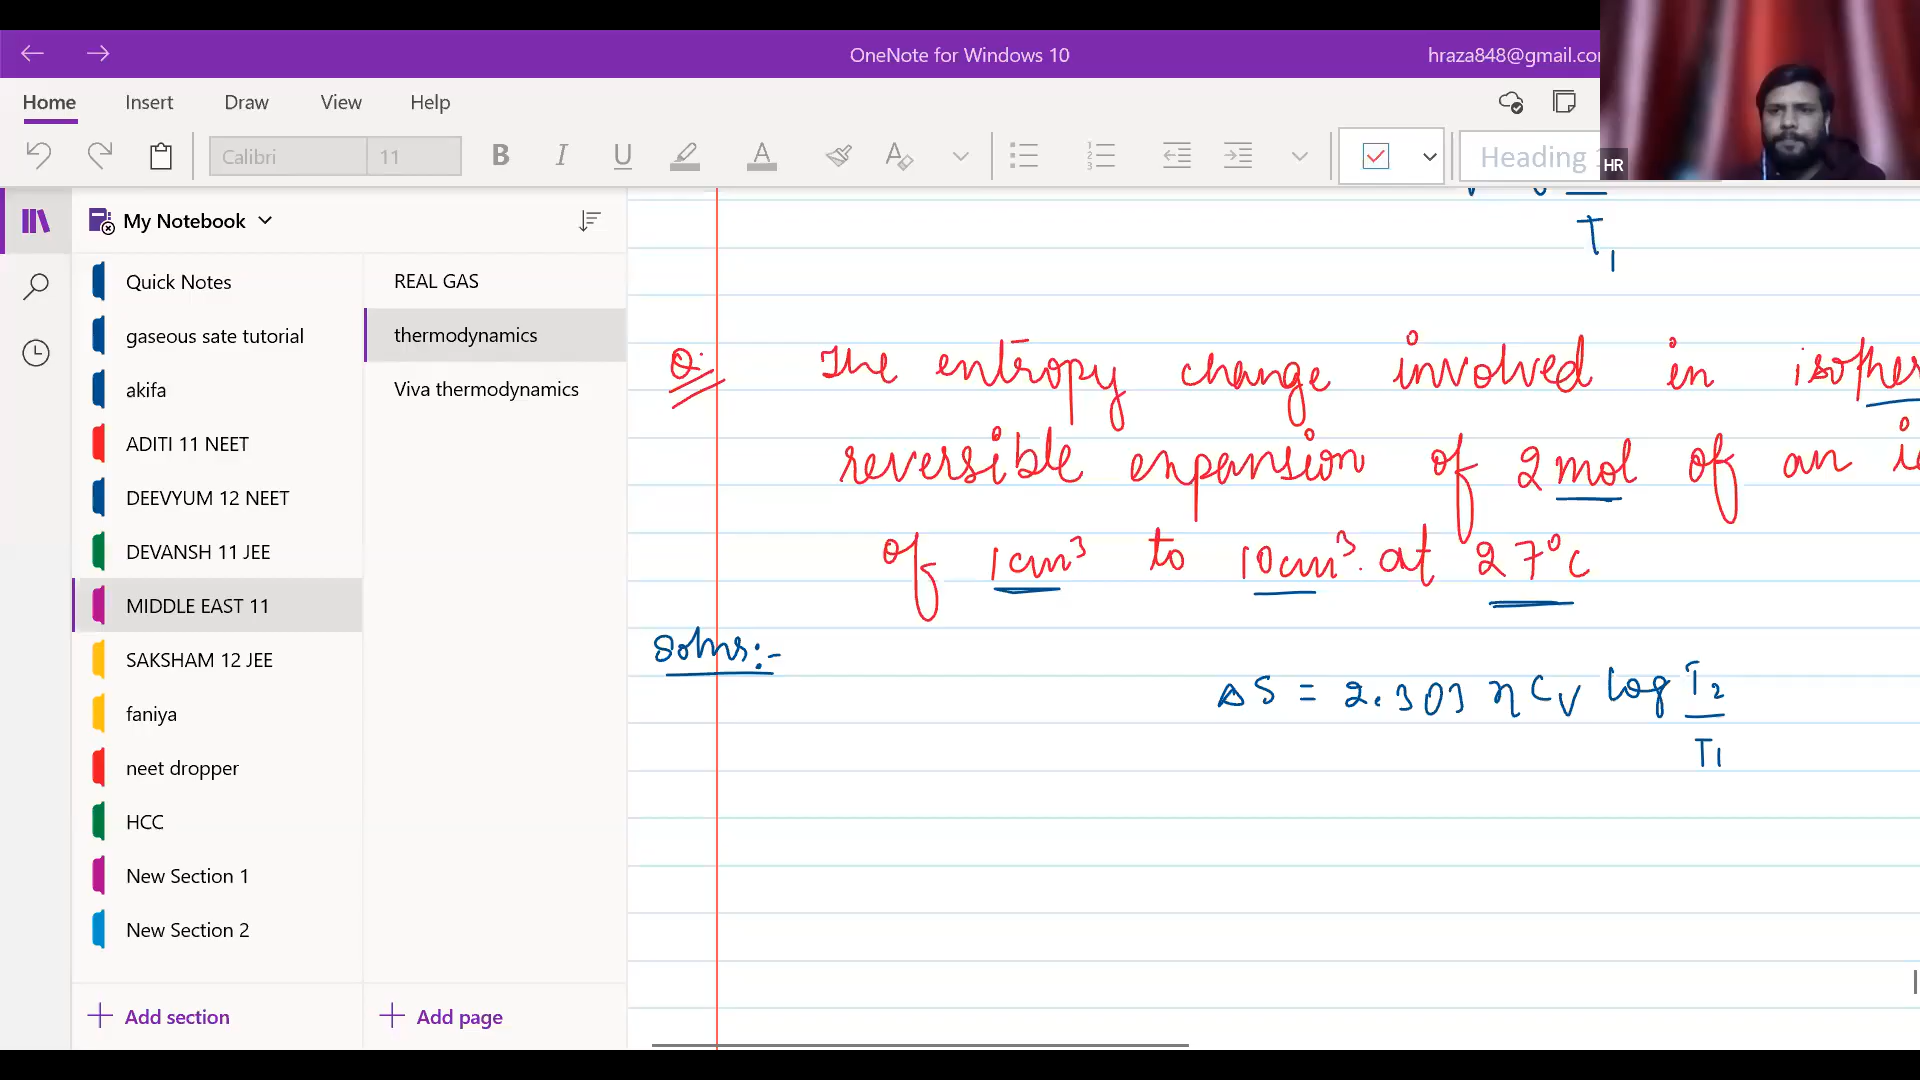 OneNote for Windows 10
hraza848@gmail.co
Home Insert Draw View Help
Calibri 11 B I U A A Heading
HR
My Notebook
Quick Notes
gaseous sate tutorial
akifa
ADITI 11 NEET
DEEVYUM 12 NEET
DEVANSH 11 JEE
MIDDLE EAST 11
SAKSHAM 12 JEE
faniya
neet dropper
HCC
New Section 1
New Section 2
Add section
REAL GAS
thermodynamics
Viva thermodynamics
Add page
T1
Q. The entropy change involved in isother
reversible expansion of 2 mol of an i
of 1cm³ to 10cm³. at 27°c
Solns:-
ΔS = 2.303 n Cv log T2
T1